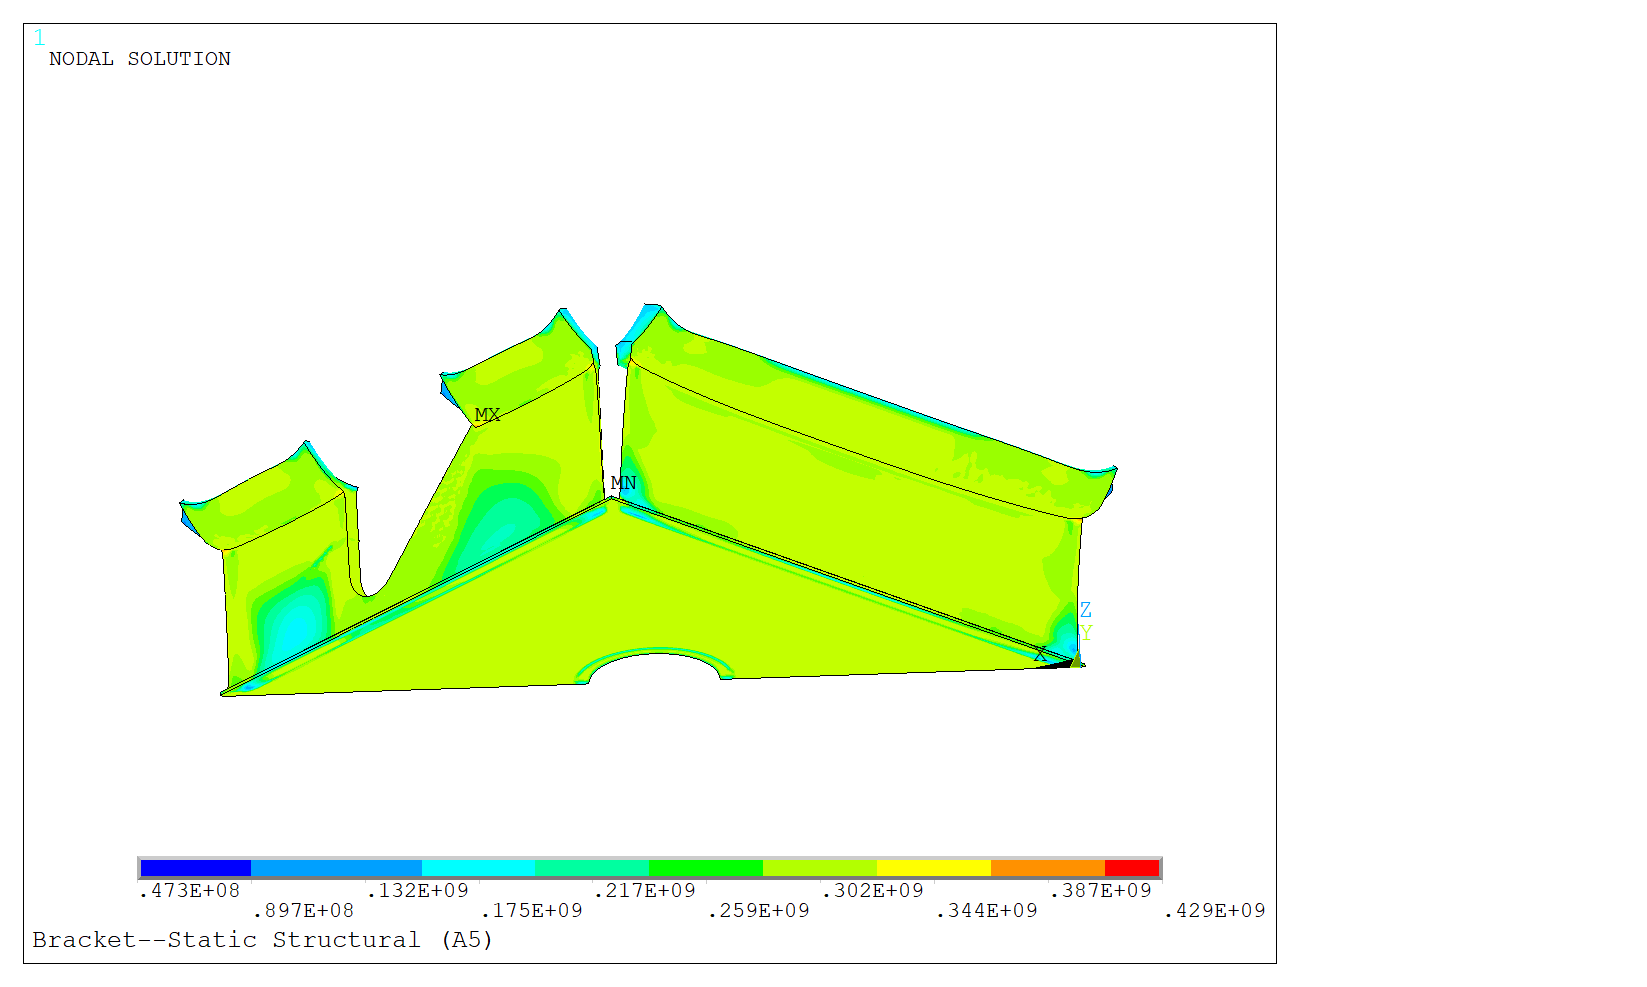 1
NODAL SOLUTION
MX
MN
Z
Y
X
.473E+08 .132E+09 .217E+09 .302E+09 .387E+09
.897E+08 .175E+09 .259E+09 .344E+09 .429E+09
Bracket--Static Structural (A5)